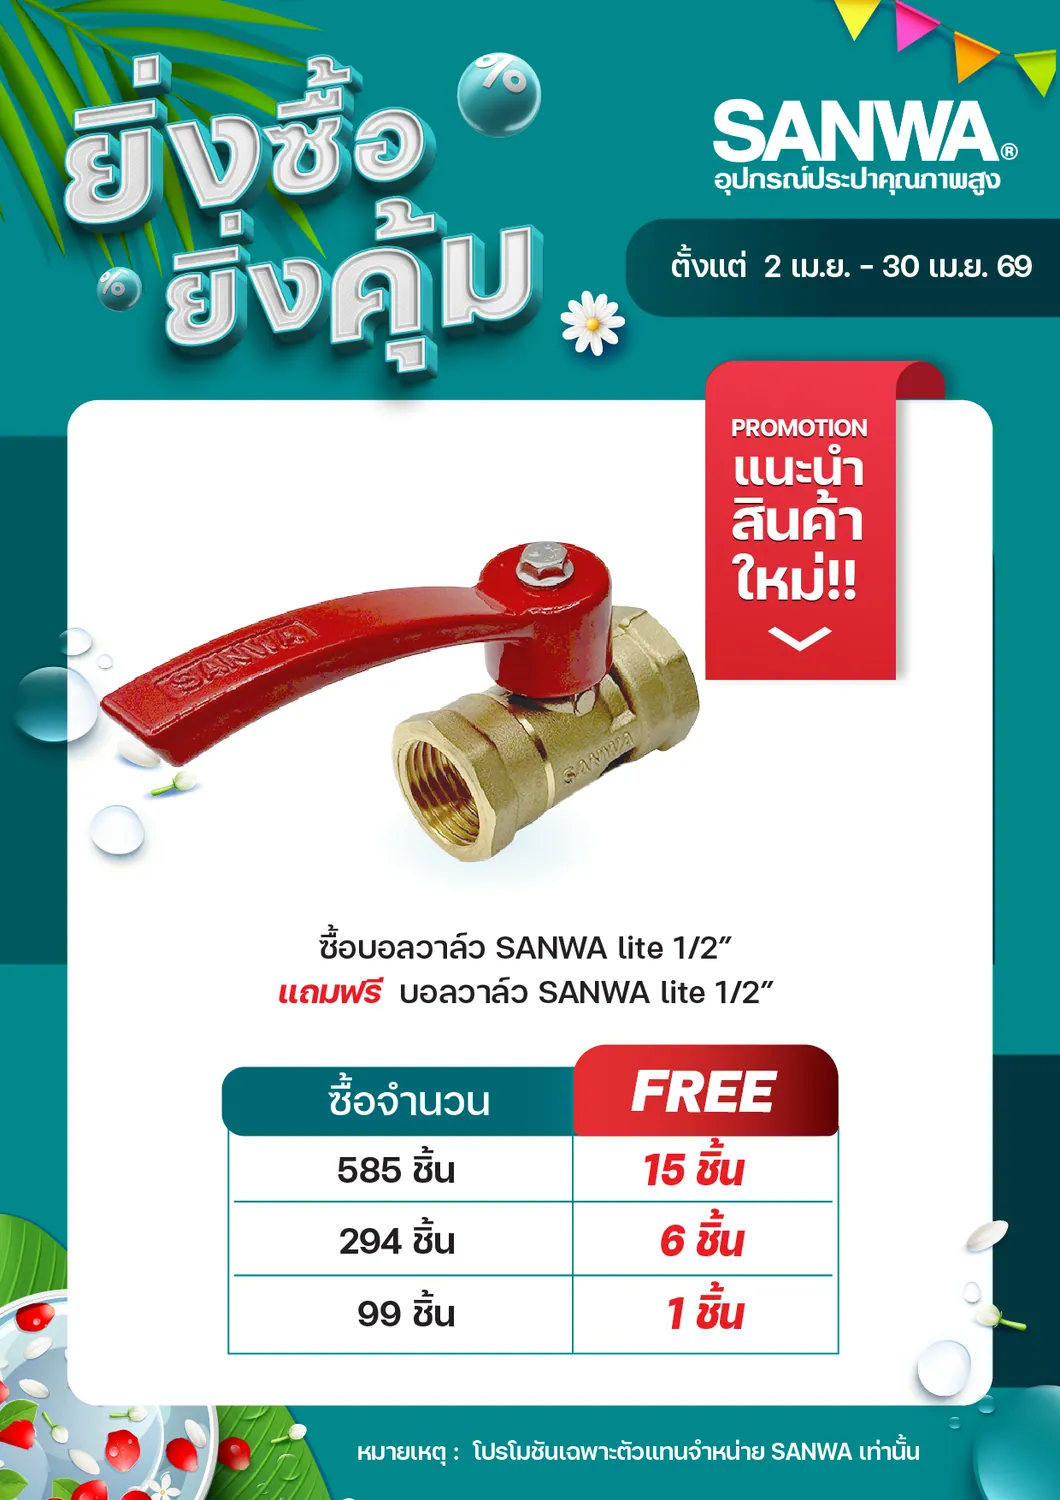 ยิ่งซื้อ
ยิ่งคุ้ม
%
%
SANWA®
อุปกรณ์ประปาคุณภาพสูง
ตั้งแต่ 2 เม.ย. - 30 เม.ย. 69
PROMOTION
แนะนำ
สินค้า
ใหม่!!
SANWA
SANWA
ซื้อบอลวาล์ว SANWA lite 1/2”
แถมฟรี บอลวาล์ว SANWA lite 1/2”
ซื้อจำนวน FREE
585 ชิ้น 15 ชิ้น
294 ชิ้น 6 ชิ้น
99 ชิ้น 1 ชิ้น
หมายเหตุ : โปรโมชันเฉพาะตัวแทนจำหน่าย SANWA เท่านั้น